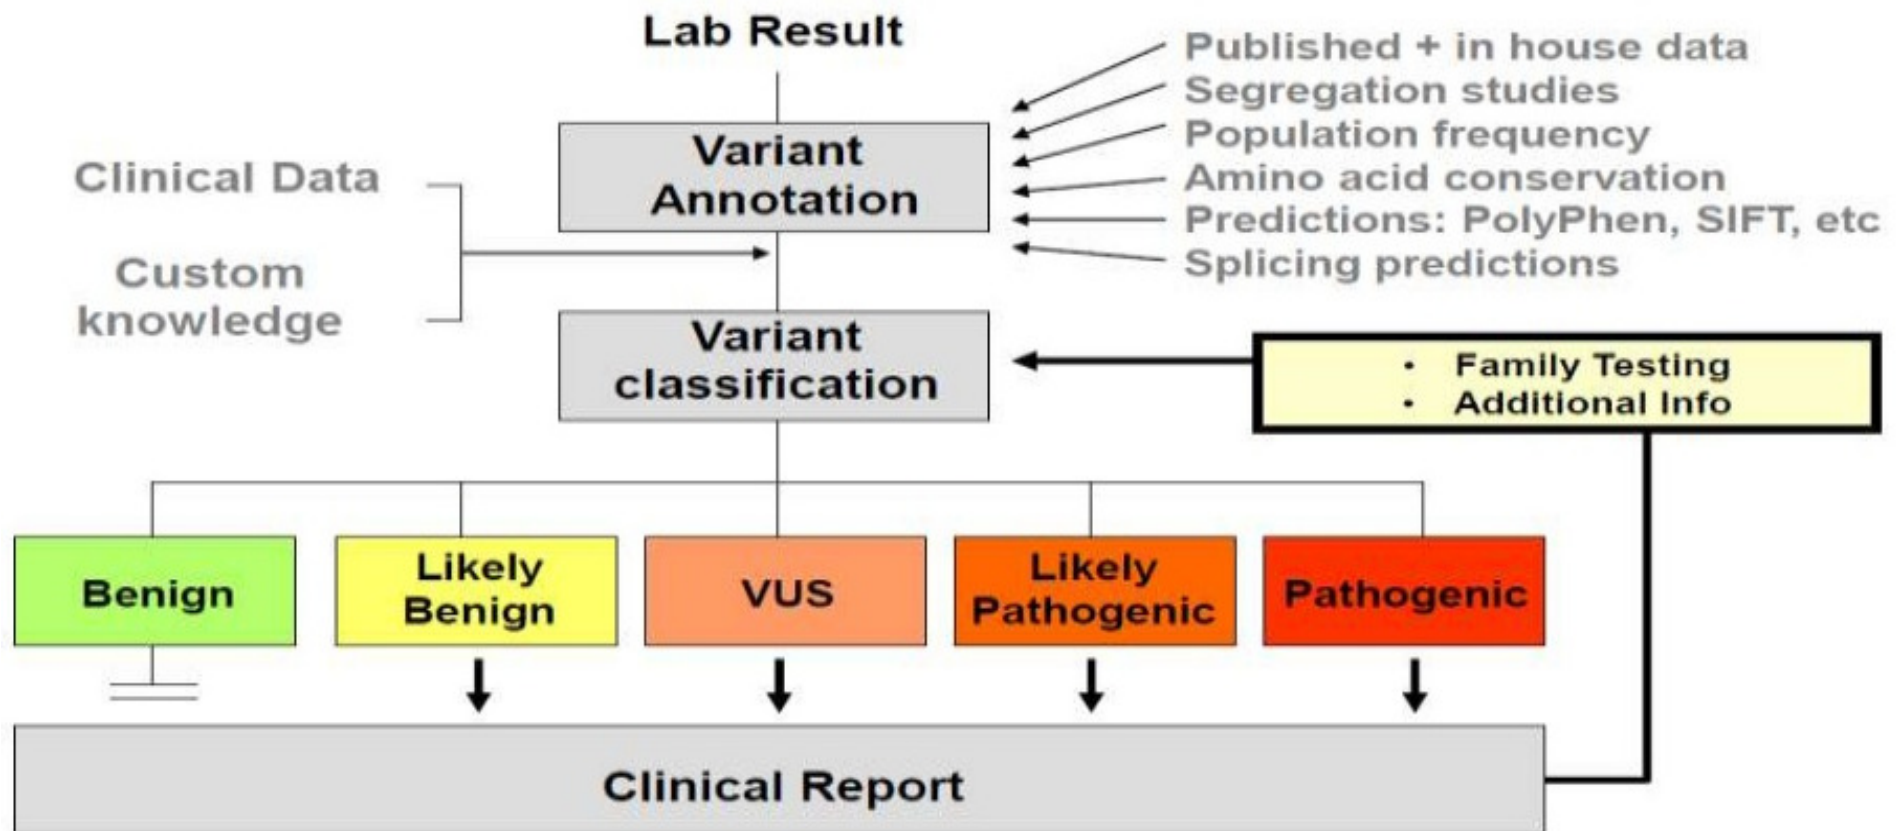 Lab Result
Published + in house data
Segregation studies
Population frequency
Amino acid conservation
Predictions: PolyPhen, SIFT, etc
Splicing predictions
Variant
Annotation
Clinical Data
Custom
knowledge
Variant
classification
• Family Testing
• Additional Info
Benign
Likely
Benign
VUS
Likely
Pathogenic
Pathogenic
Clinical Report